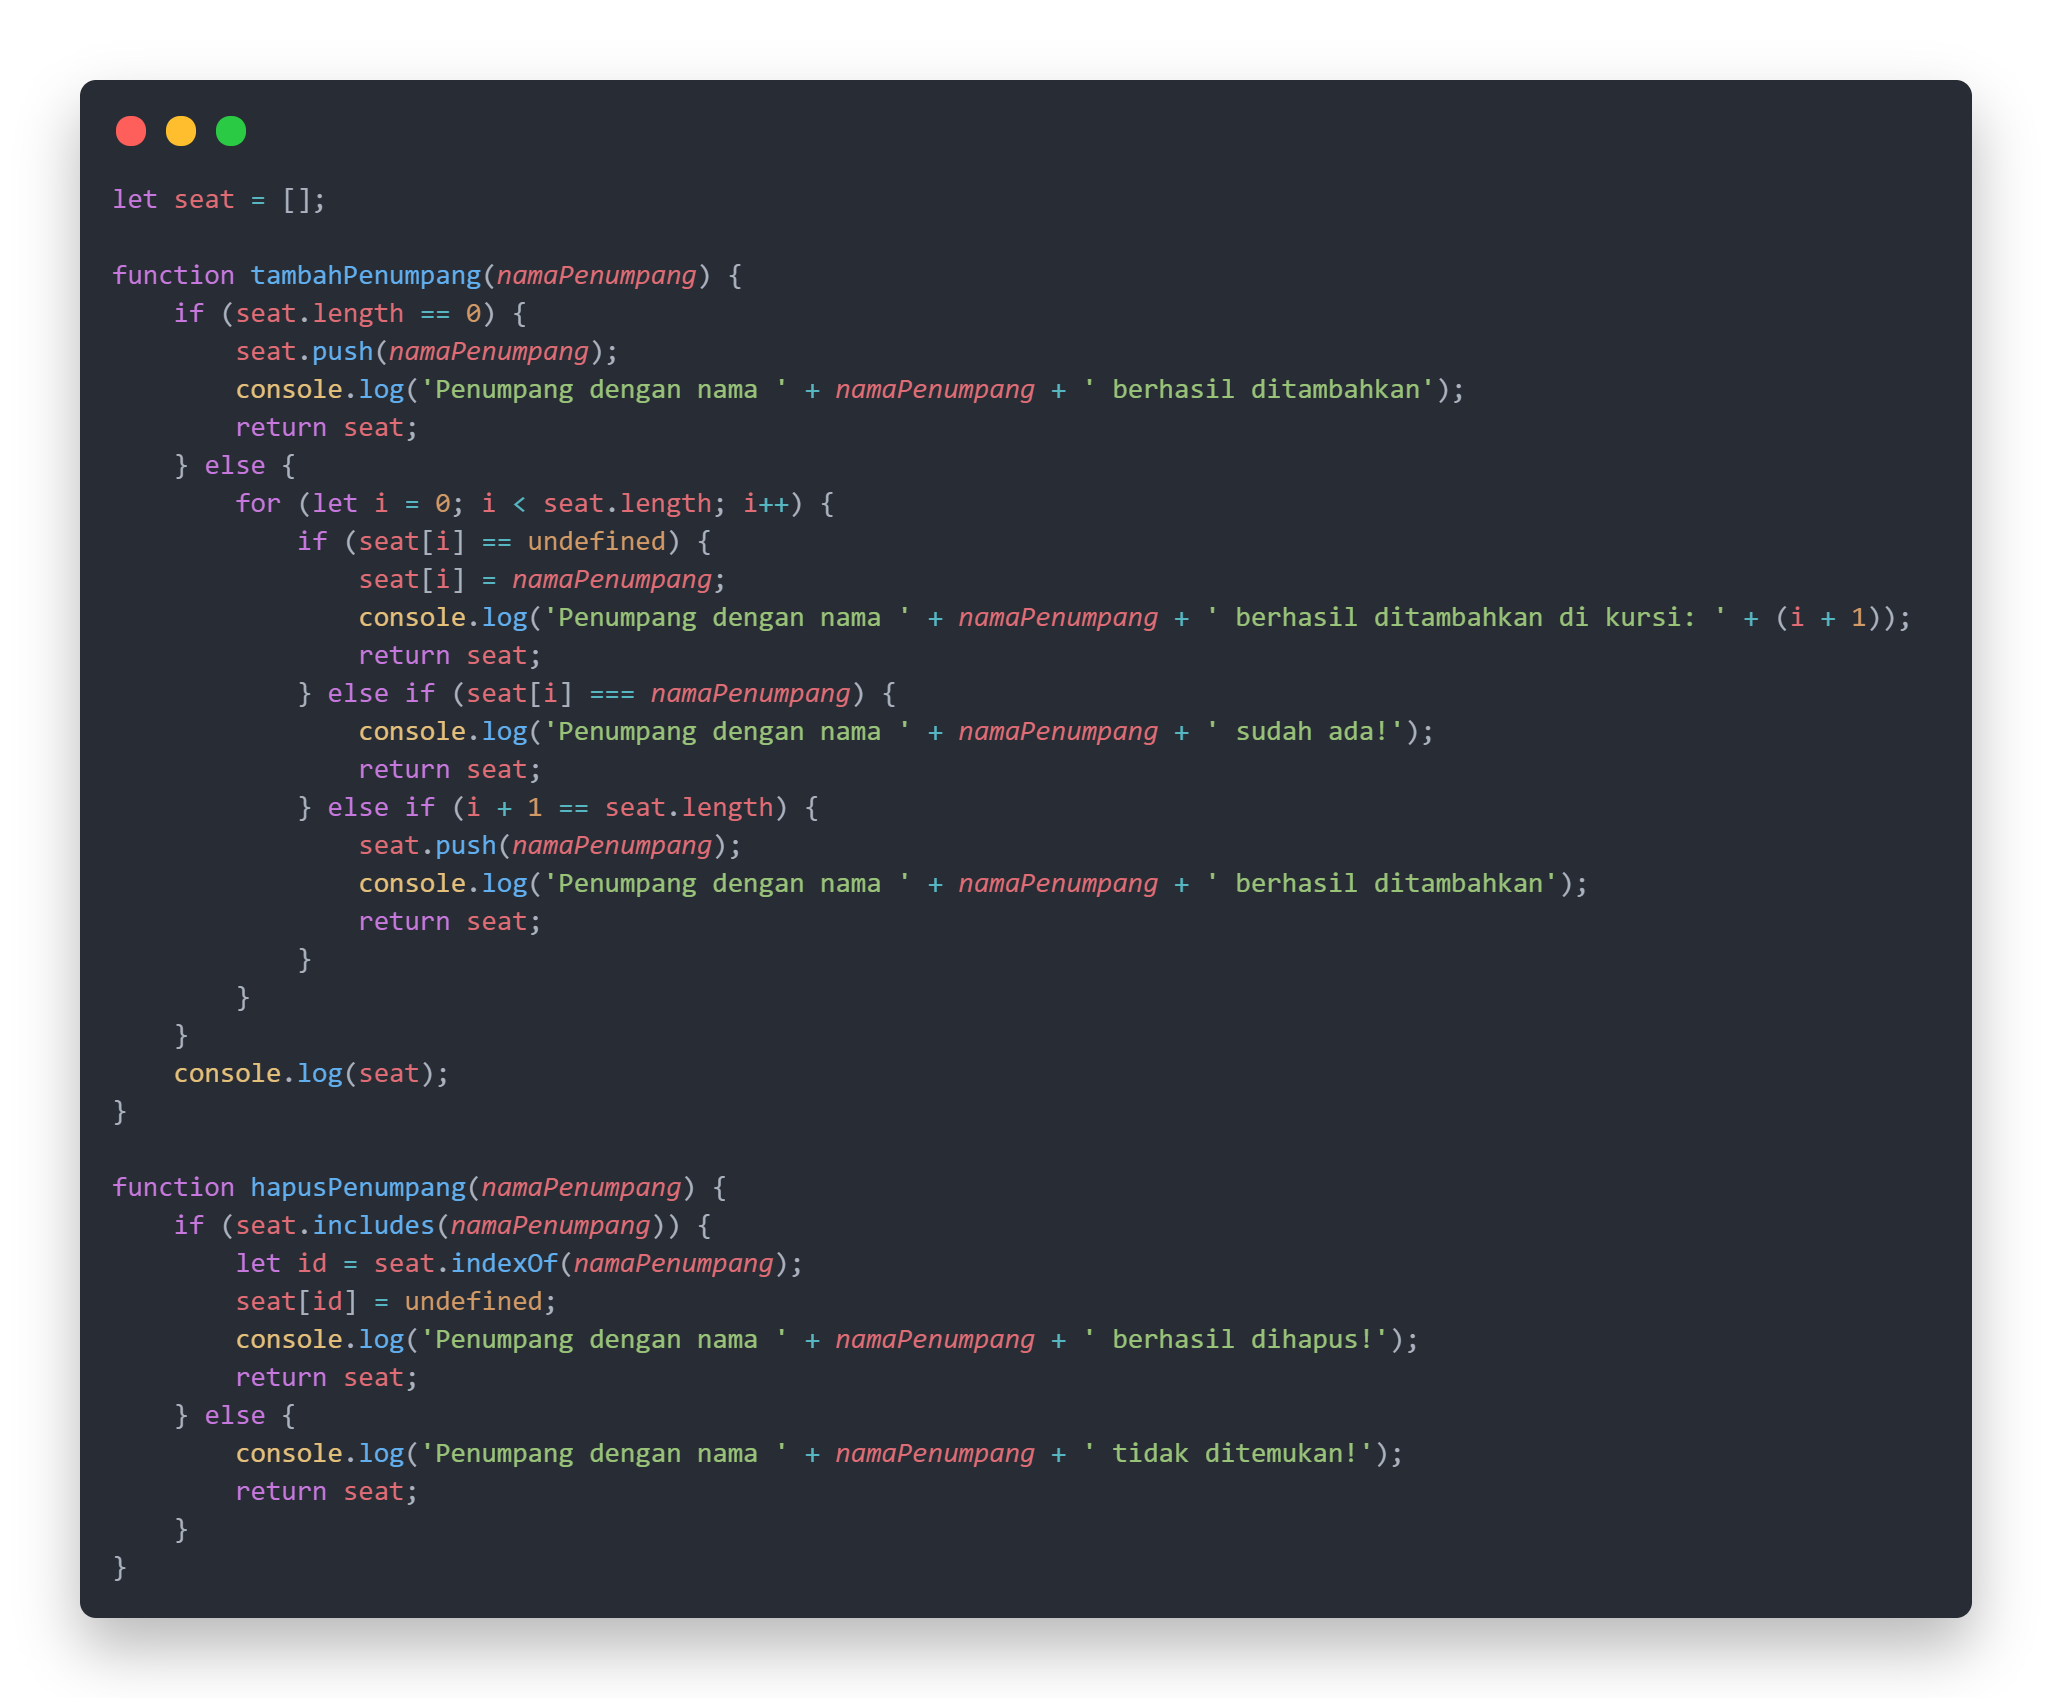 let seat = [];

function tambahPenumpang(namaPenumpang) {
    if (seat.length == 0) {
        seat.push(namaPenumpang);
        console.log('Penumpang dengan nama ' + namaPenumpang + ' berhasil ditambahkan');
        return seat;
    } else {
        for (let i = 0; i < seat.length; i++) {
            if (seat[i] == undefined) {
                seat[i] = namaPenumpang;
                console.log('Penumpang dengan nama ' + namaPenumpang + ' berhasil ditambahkan di kursi: ' + (i + 1));
                return seat;
            } else if (seat[i] === namaPenumpang) {
                console.log('Penumpang dengan nama ' + namaPenumpang + ' sudah ada!');
                return seat;
            } else if (i + 1 == seat.length) {
                seat.push(namaPenumpang);
                console.log('Penumpang dengan nama ' + namaPenumpang + ' berhasil ditambahkan');
                return seat;
            }
        }
    }
    console.log(seat);
}

function hapusPenumpang(namaPenumpang) {
    if (seat.includes(namaPenumpang)) {
        let id = seat.indexOf(namaPenumpang);
        seat[id] = undefined;
        console.log('Penumpang dengan nama ' + namaPenumpang + ' berhasil dihapus!');
        return seat;
    } else {
        console.log('Penumpang dengan nama ' + namaPenumpang + ' tidak ditemukan!');
        return seat;
    }
}